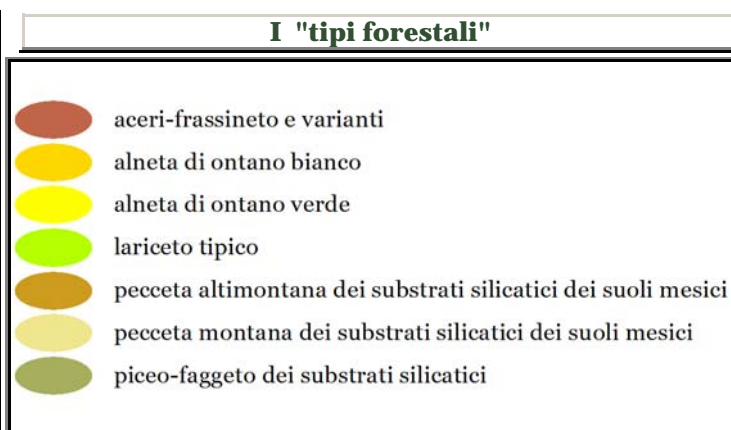 I "tipi forestali"
aceri-frassineto e varianti
alneta di ontano bianco
alneta di ontano verde
lariceto tipico
pecceta altimontana dei substrati silicatici dei suoli mesici
pecceta montana dei substrati silicatici dei suoli mesici
piceo-faggeto dei substrati silicatici